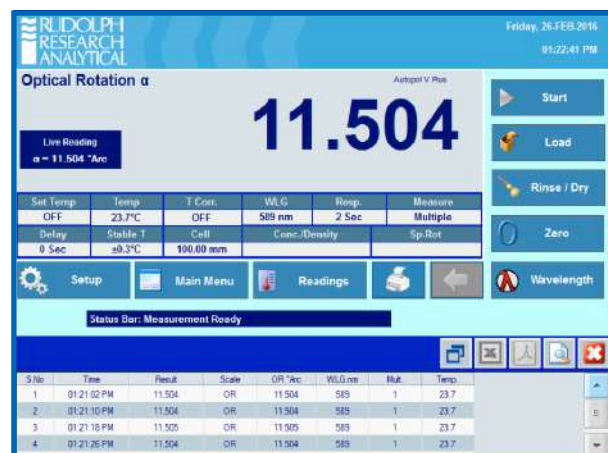 RUDOLPH
RESEARCH
ANALYTICAL
Friday, 26-FEB-2016
01:22:41 PM
Optical Rotation α
Autopol V Plus
11.504
Live Reading
α = 11.504 °Arc
Start
Load
Rinse / Dry
Zero
Wavelength
Set Temp Temp T Corr. WLG Resp. Measure
OFF 23.7°C OFF 589 nm 2 Sec Multiple
Delay Stable T Cell Conc./Density Sp.Rot
0 Sec ±0.3°C 100.00 mm
Setup Main Menu Readings
Status Bar: Measurement Ready
S.No Time Result Scale OR °Arc WLG.nm Mult. Temp.
1 01:21:02 PM 11.504 OR 11.504 589 1 23.7
2 01:21:10 PM 11.504 OR 11.504 589 1 23.7
3 01:21:18 PM 11.505 OR 11.505 589 1 23.7
4 01:21:26 PM 11.504 OR 11.504 589 1 23.7